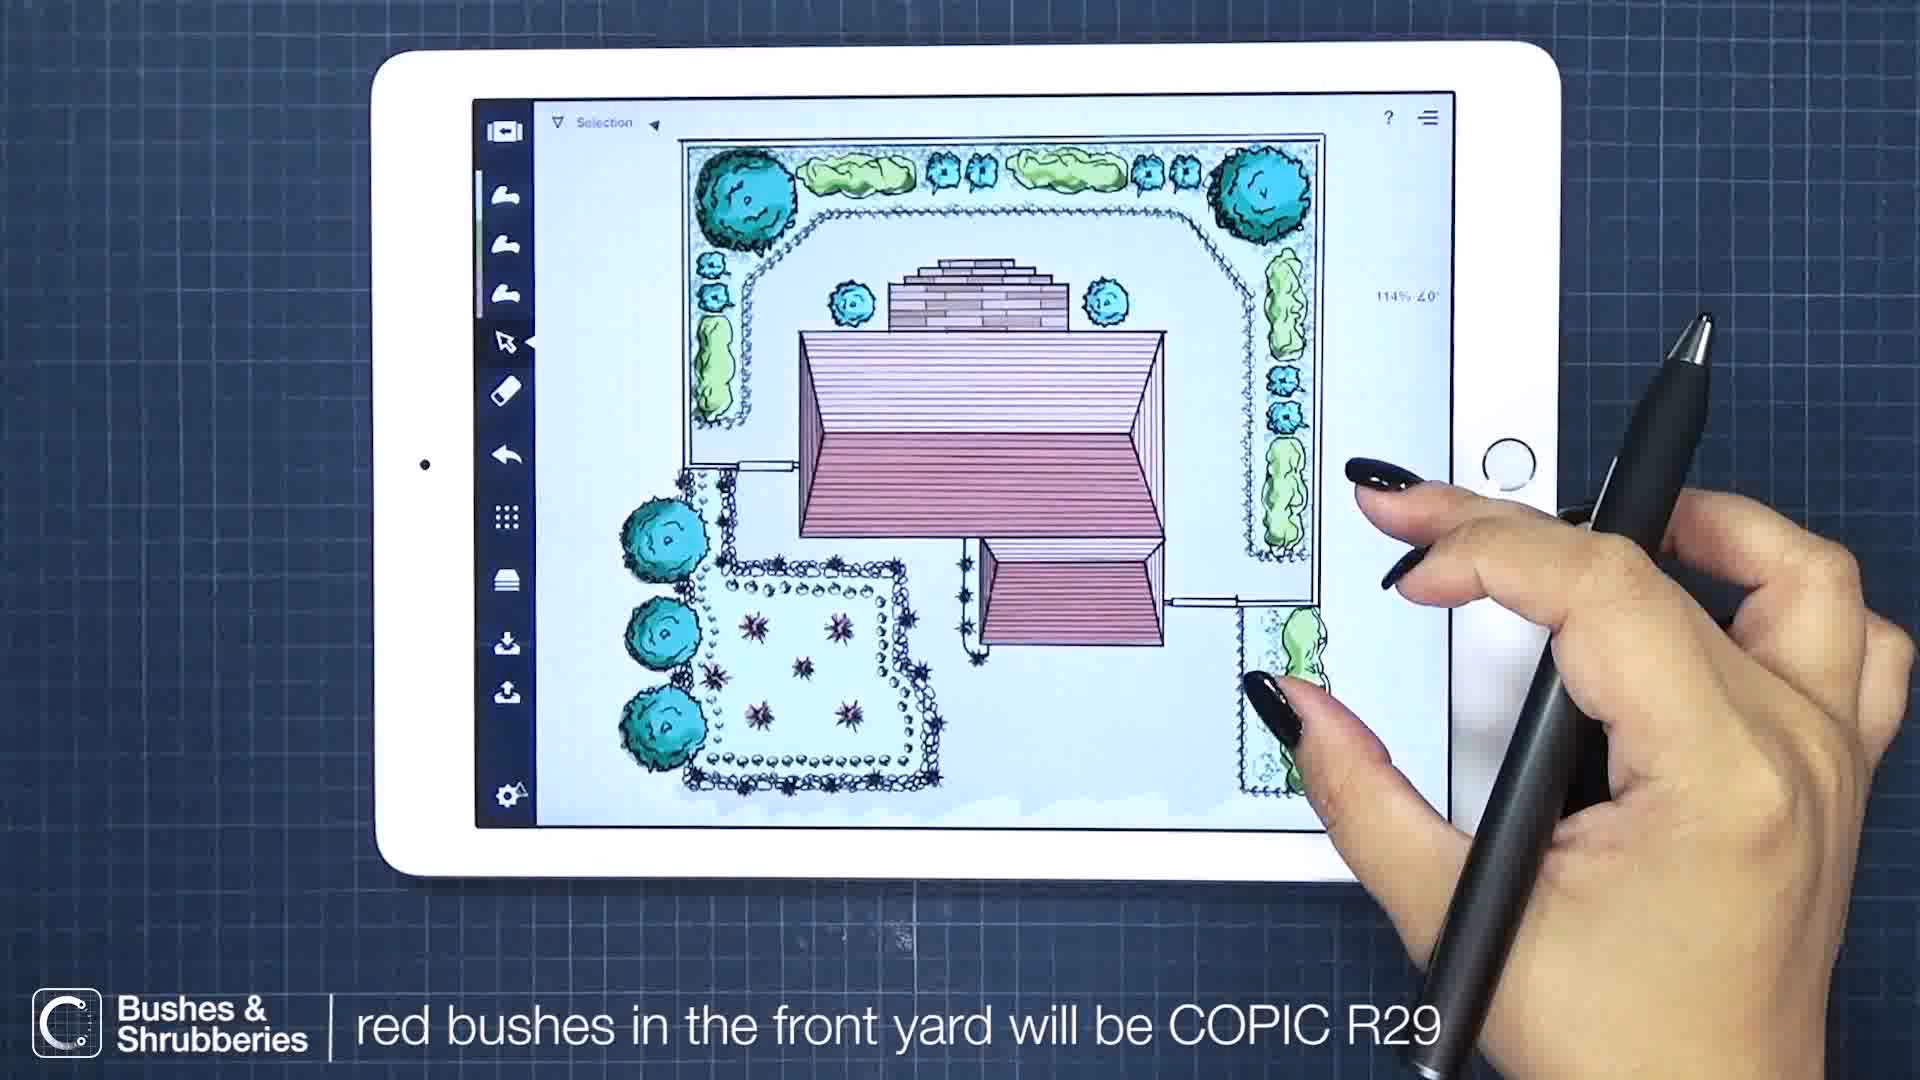 Selection
?
114% ∠0°
Bushes &
Shrubberies
red bushes in the front yard will be COPIC R29